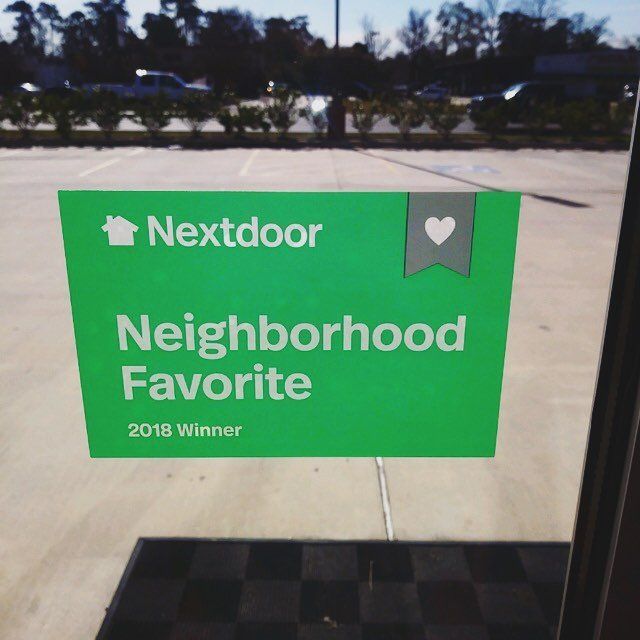 Nextdoor
Neighborhood
Favorite
2018 Winner